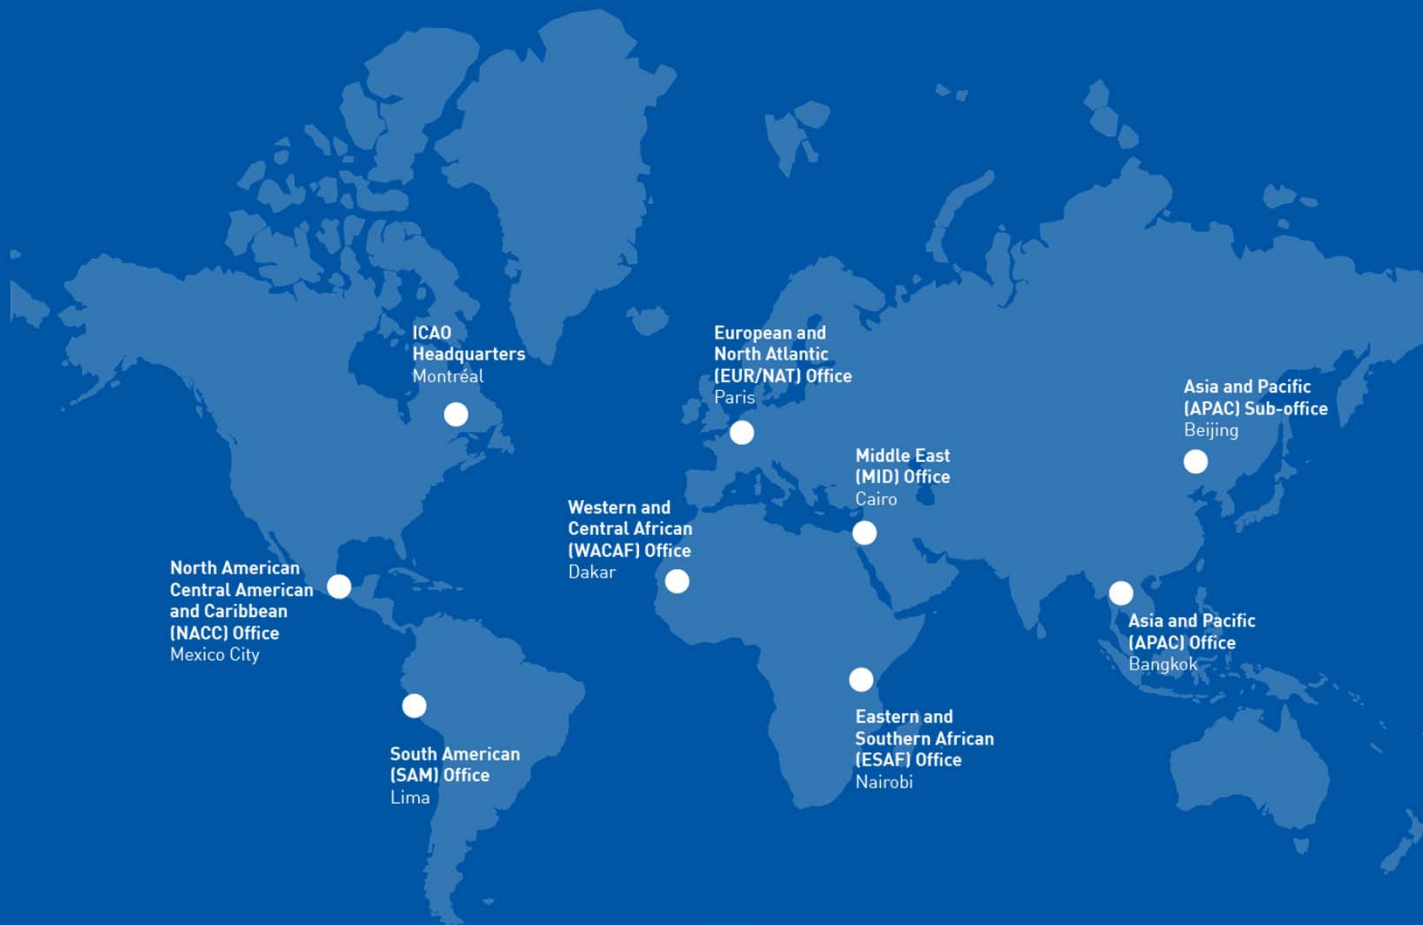 ICAO
Headquarters
Montréal
European and
North Atlantic
(EUR/NAT) Office
Paris
Asia and Pacific
(APAC) Sub-office
Beijing
Middle East
(MID) Office
Cairo
Western and
Central African
(WACAF) Office
Dakar
North American
Central American
and Caribbean
(NACC) Office
Mexico City
Asia and Pacific
(APAC) Office
Bangkok
Eastern and
Southern African
(ESAF) Office
Nairobi
South American
(SAM) Office
Lima